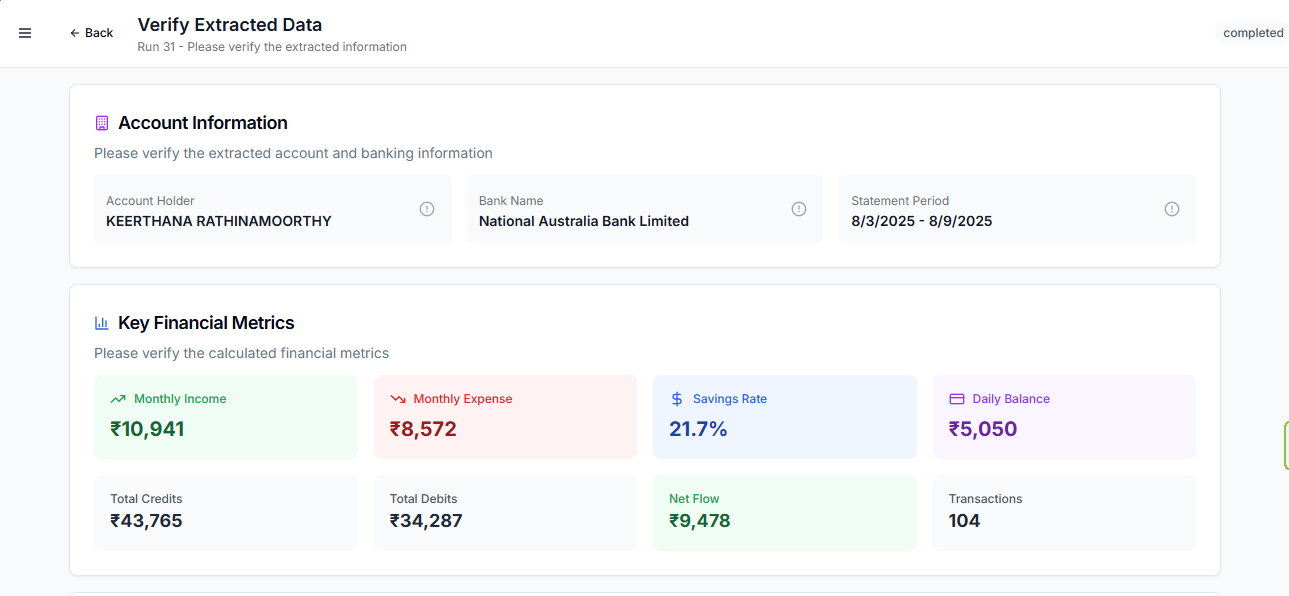 ← Back
Verify Extracted Data
Run 31 - Please verify the extracted information
completed
Account Information
Please verify the extracted account and banking information
Account Holder
KEERTHANA RATHINAMOORTHY
Bank Name
National Australia Bank Limited
Statement Period
8/3/2025 - 8/9/2025
Key Financial Metrics
Please verify the calculated financial metrics
Monthly Income
₹10,941
Monthly Expense
₹8,572
Savings Rate
21.7%
Daily Balance
₹5,050
Total Credits
₹43,765
Total Debits
₹34,287
Net Flow
₹9,478
Transactions
104